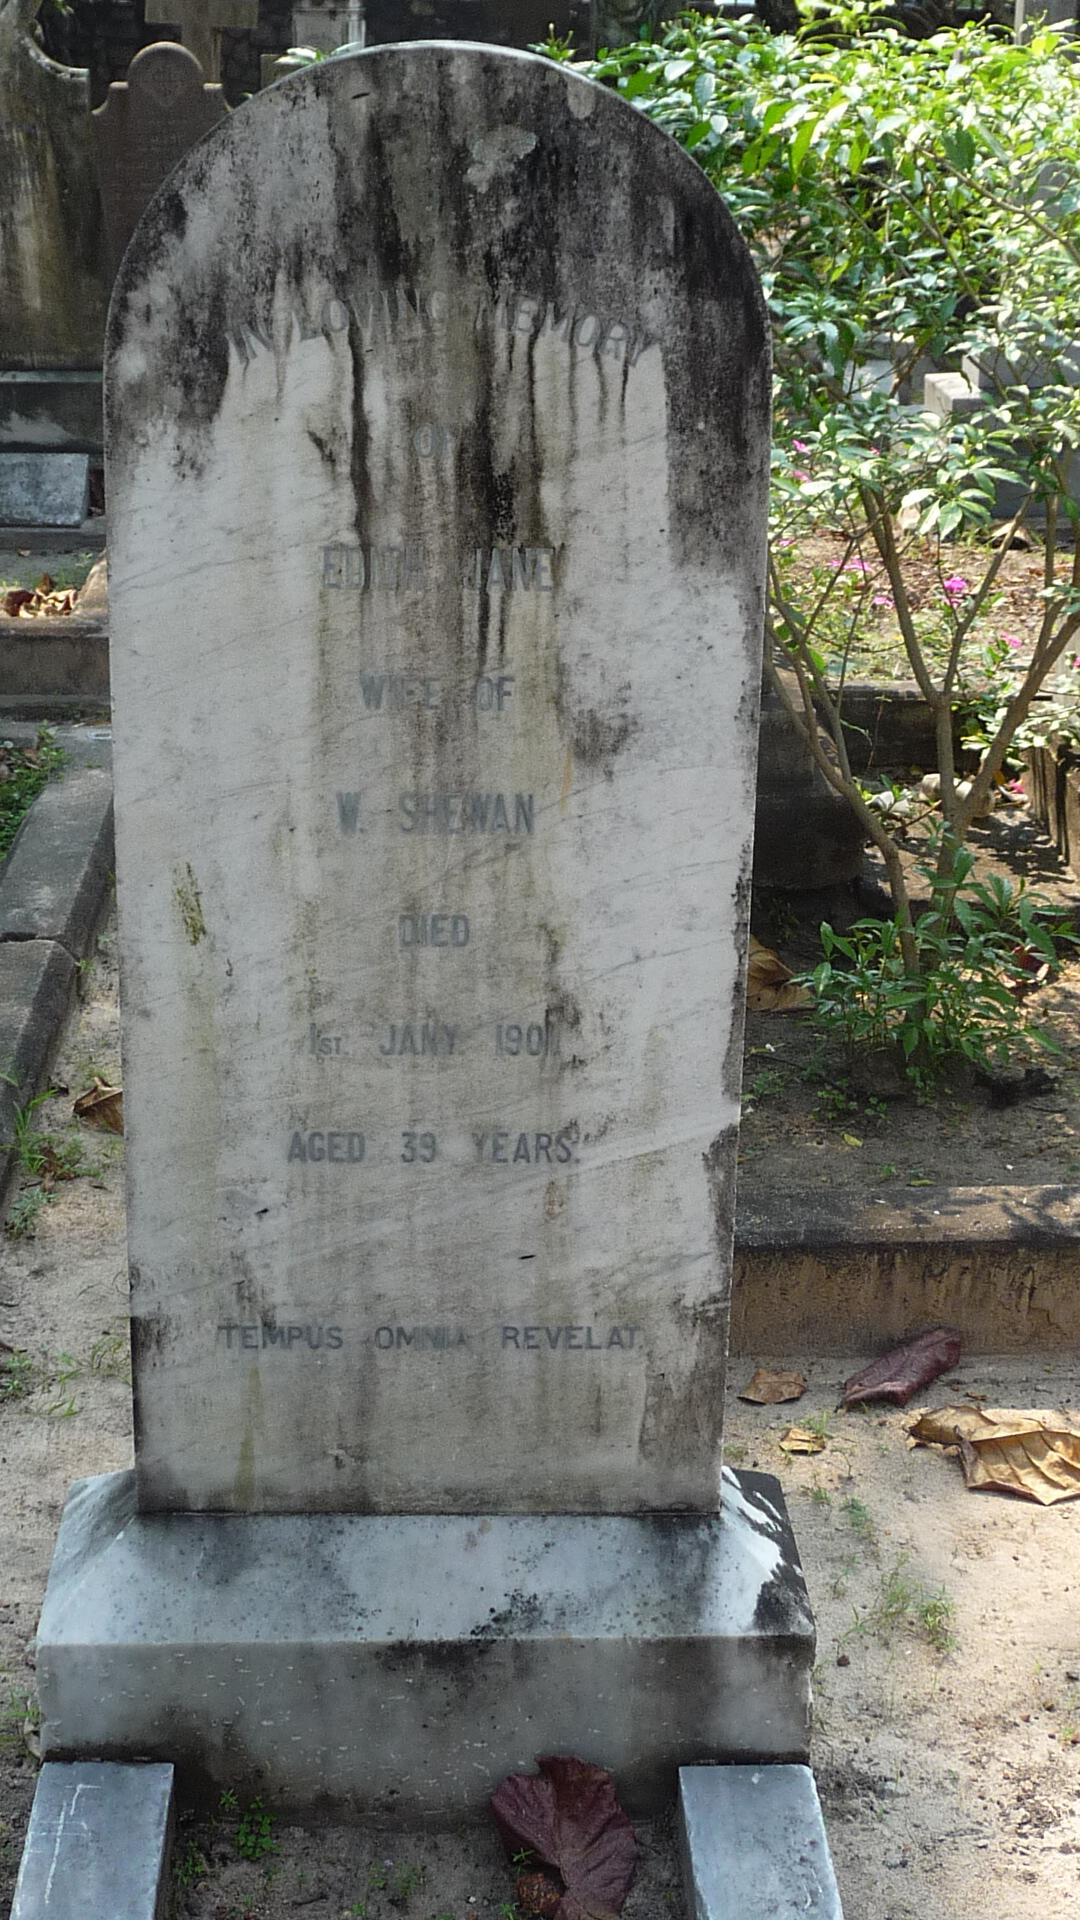 IN LOVING MEMORY
OF
EDITH JANE
WIFE OF
W. SHEWAN
DIED
1ST. JANY. 1901.
AGED 39 YEARS.
TEMPUS OMNIA REVELAT.